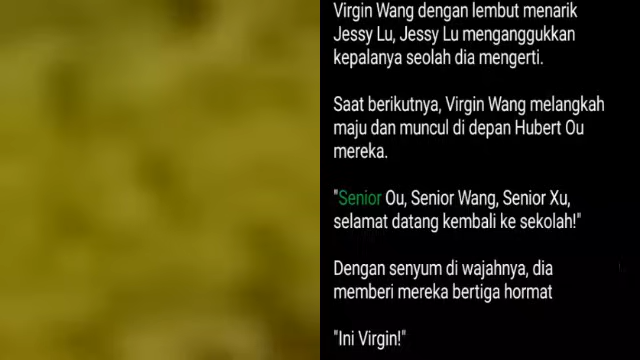 Virgin Wang dengan lembut menarik
Jessy Lu, Jessy Lu menganggukkan
kepalanya seolah dia mengerti.
Saat berikutnya, Virgin Wang melangkah
maju dan muncul di depan Hubert Ou
mereka.
"Senior Ou, Senior Wang, Senior Xu,
selamat datang kembali ke sekolah!"
Dengan senyum di wajahnya, dia
memberi mereka bertiga hormat
"Ini Virgin!"